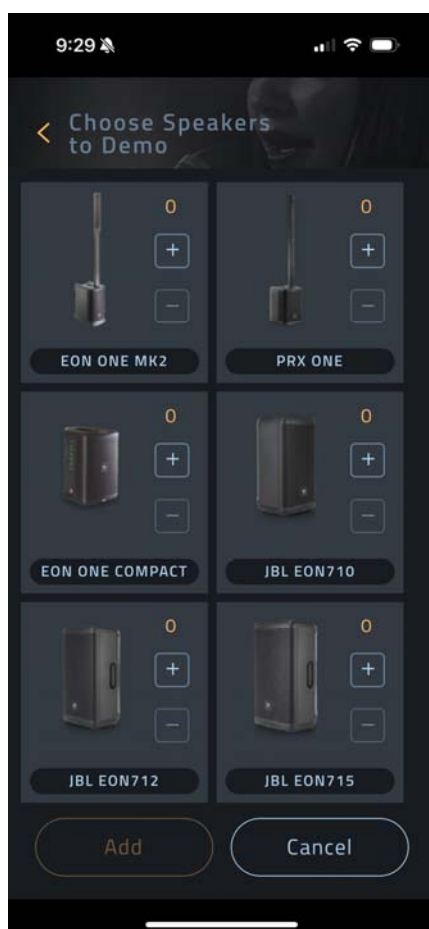 9:29
Choose Speakers
to Demo
0
0
+
+
−
−
EON ONE MK2
PRX ONE
0
0
+
+
−
−
EON ONE COMPACT
JBL EON710
0
0
+
+
−
−
JBL EON712
JBL EON715
Add
Cancel